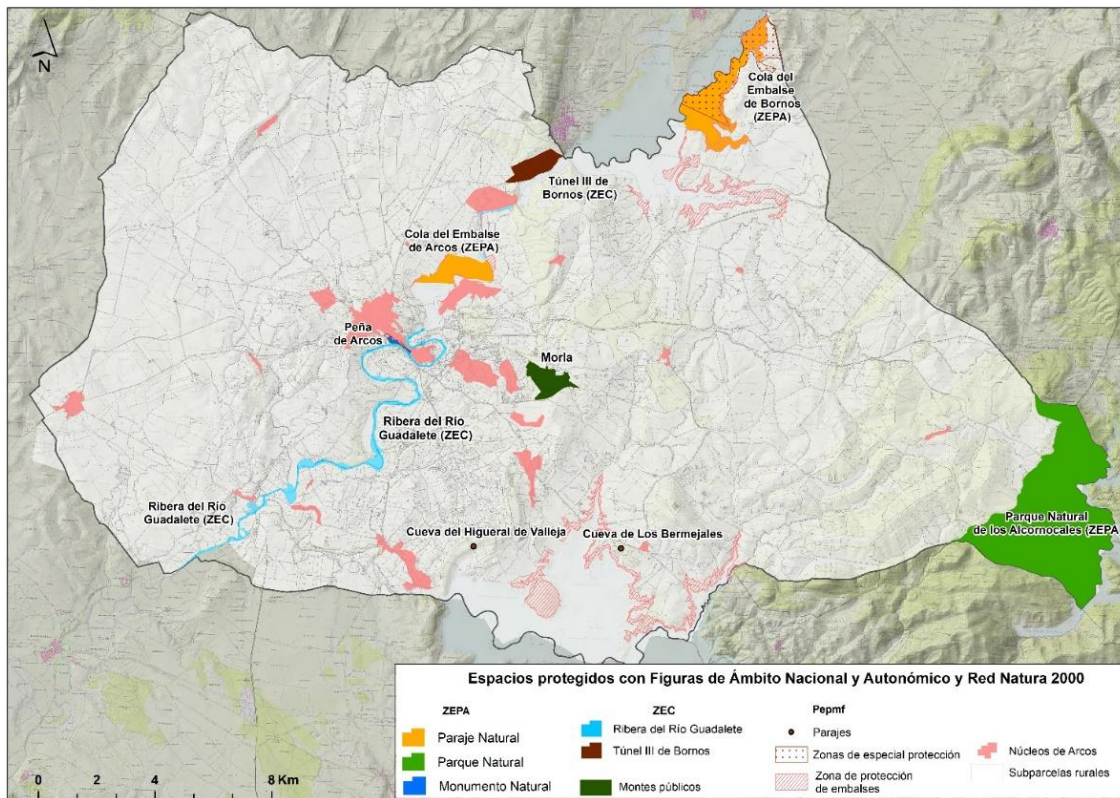 N
Cola del
Embalse
de Bornos
(ZEPA)
Túnel III de
Bornos (ZEC)
Cola del Embalse
de Arcos (ZEPA)
Peña
de Arcos
Morla
Ribera del Río
Guadalete (ZEC)
Ribera del Río
Guadalete (ZEC)
Cueva del Higueral de Valleja
Cueva de Los Bermejales
Parque Natural
de los Alcornocales (ZEPA)
Espacios protegidos con Figuras de Ámbito Nacional y Autonómico y Red Natura 2000
ZEPA
Paraje Natural
Parque Natural
Monumento Natural
ZEC
Ribera del Río Guadalete
Túnel III de Bornos
Montes públicos
Pepmf
Parajes
Zonas de especial protección
Zona de protección
de embalses
Núcleos de Arcos
Subparcelas rurales
0 2 4 8 Km